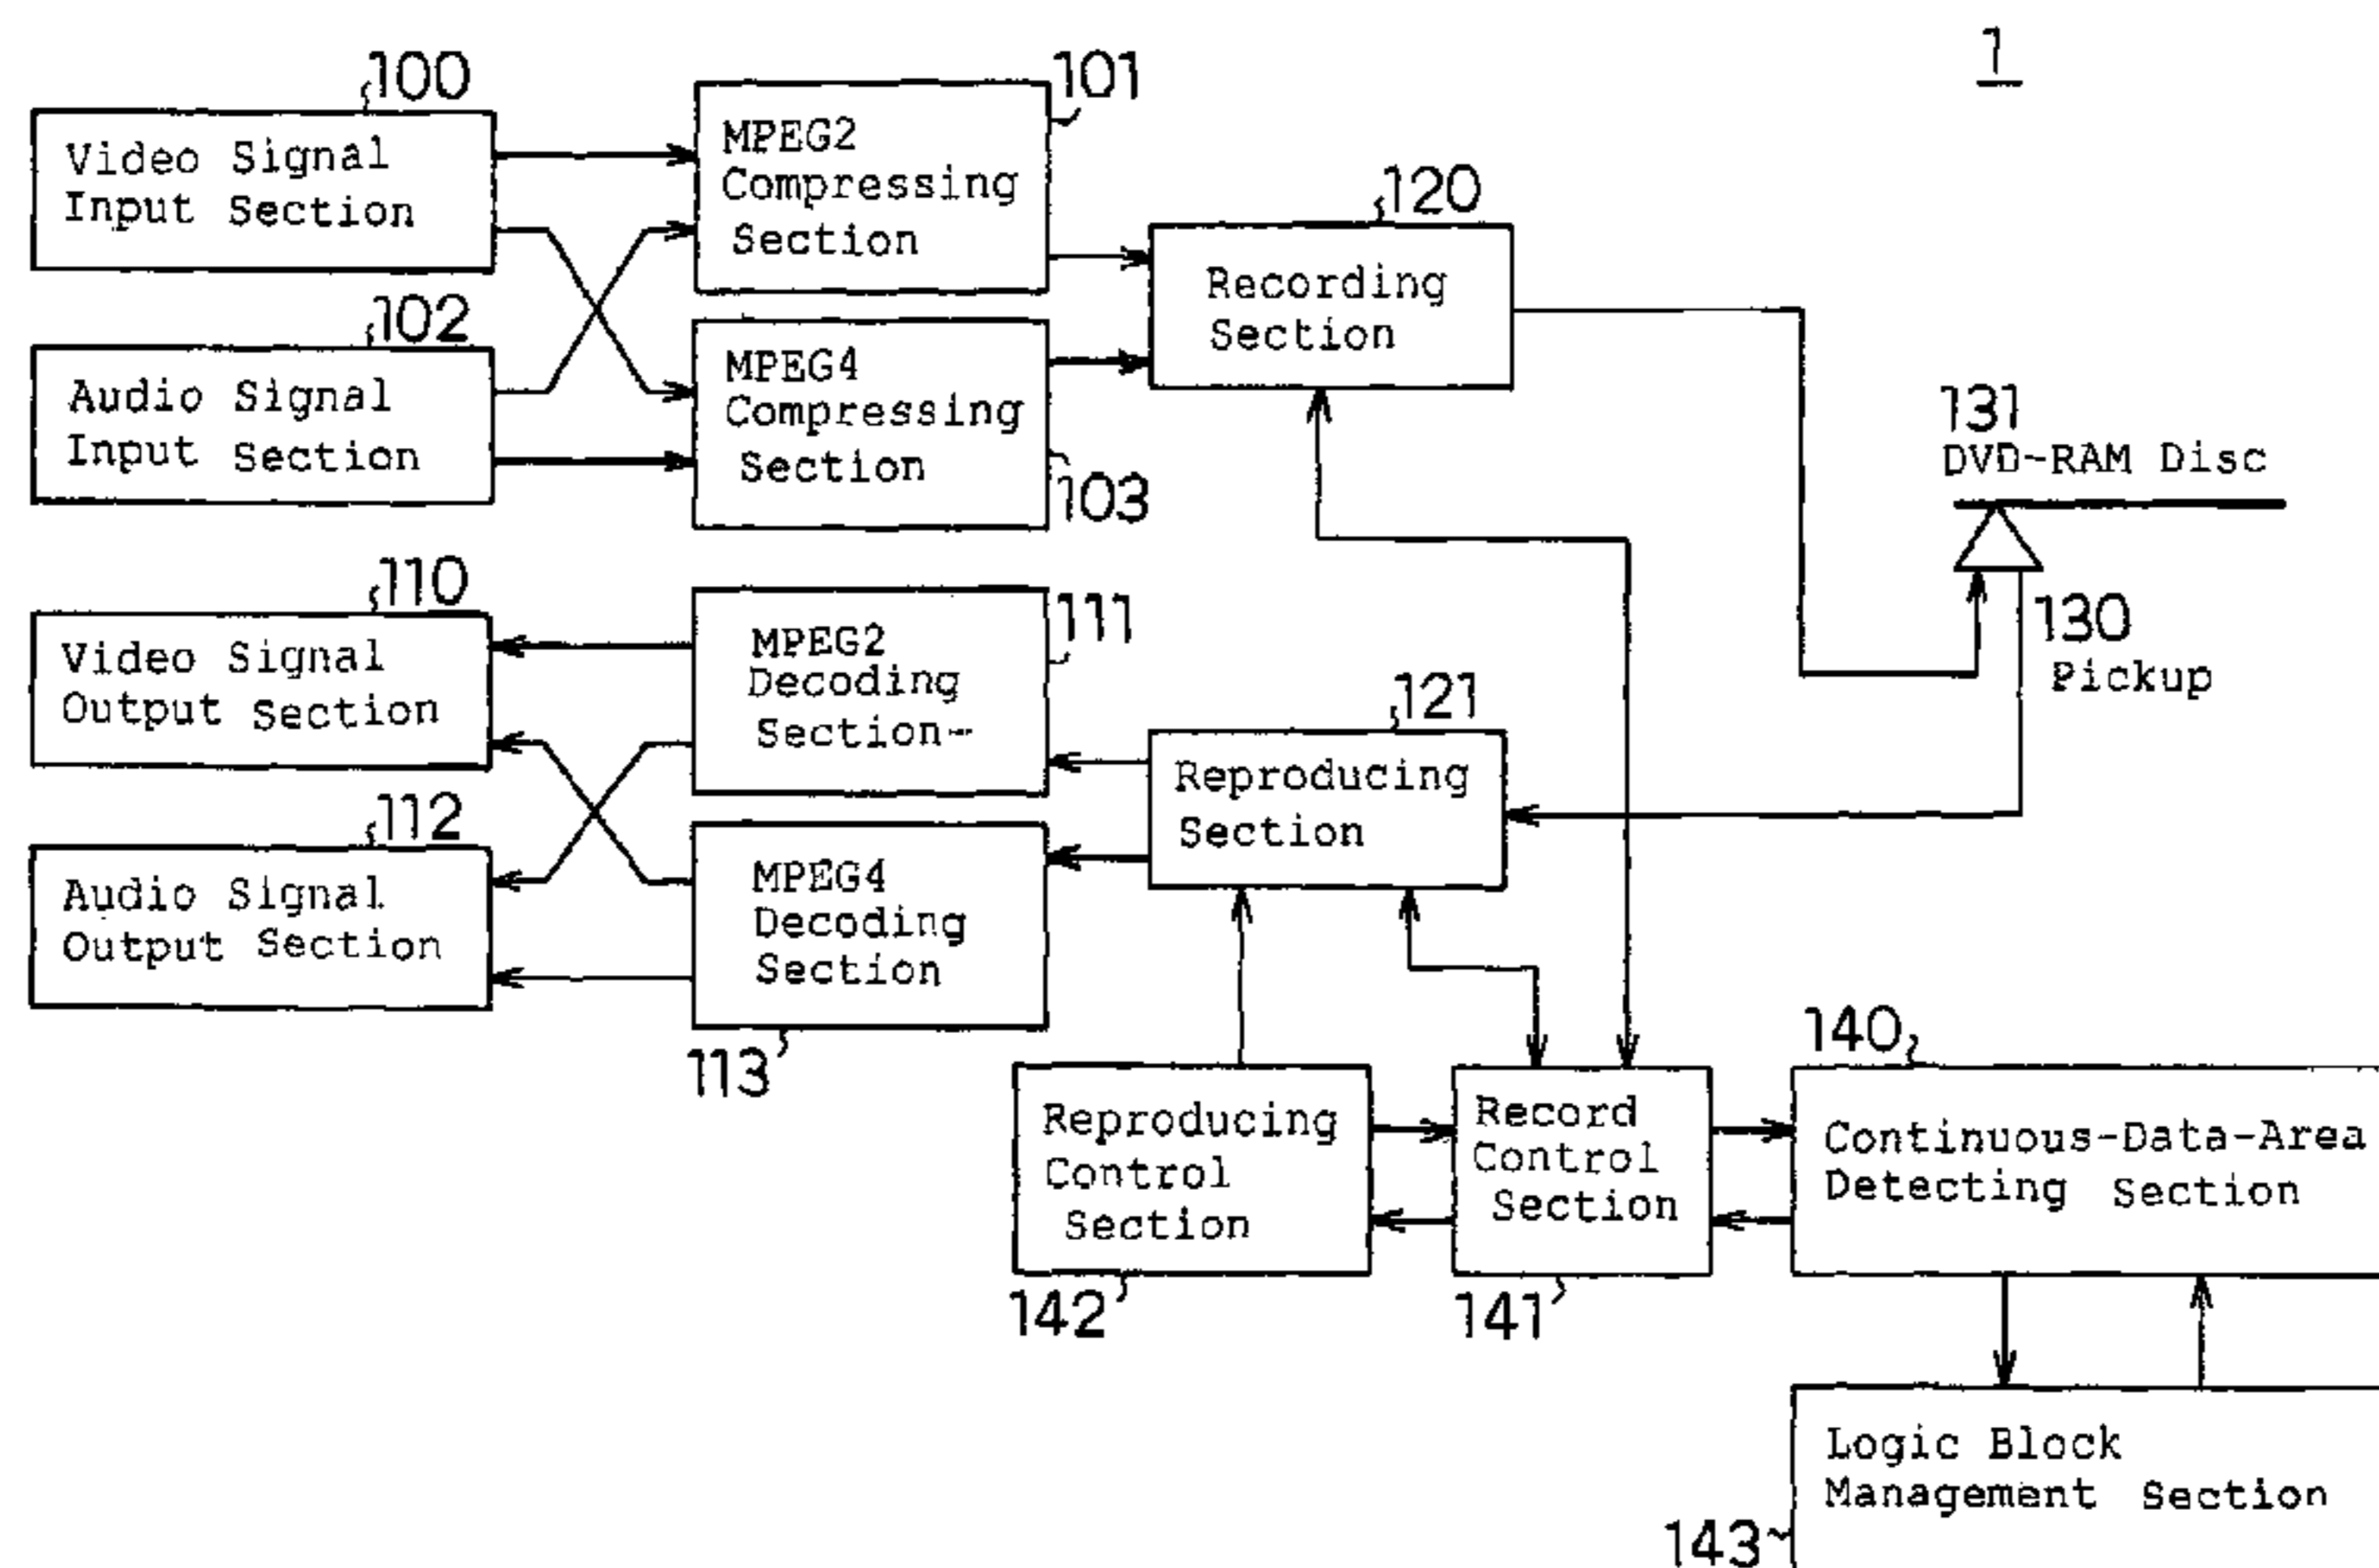 1
100
Video Signal
Input Section
101
MPEG2
Compressing
Section
120
Recording
Section
102
Audio Signal
Input Section
MPEG4
Compressing
Section
103
131
DVD-RAM Disc
130
Pickup
110
Video Signal
Output Section
111
MPEG2
Decoding
Section
121
Reproducing
Section
112
Audio Signal
Output Section
MPEG4
Decoding
Section
113
Reproducing
Control
Section
142
Record
Control
Section
141
140
Continuous-Data-Area
Detecting Section
Logic Block
Management Section
143